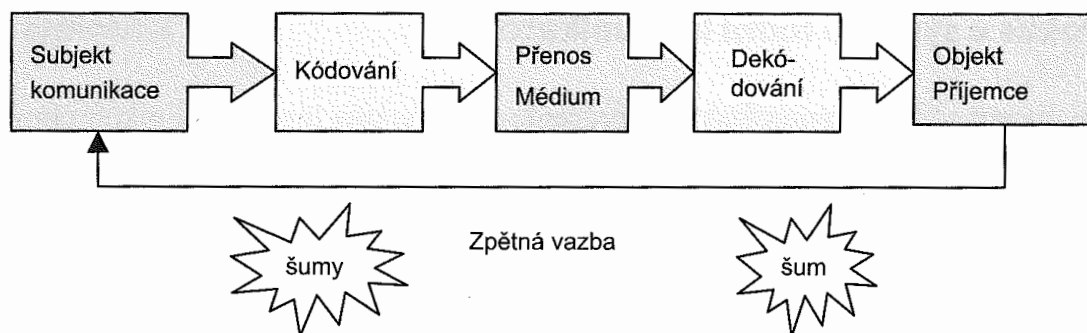 Subjekt
komunikace
Kódování
Přenos
Médium
Dekó-
dování
Objekt
Příjemce
Zpětná vazba
šumy
šum